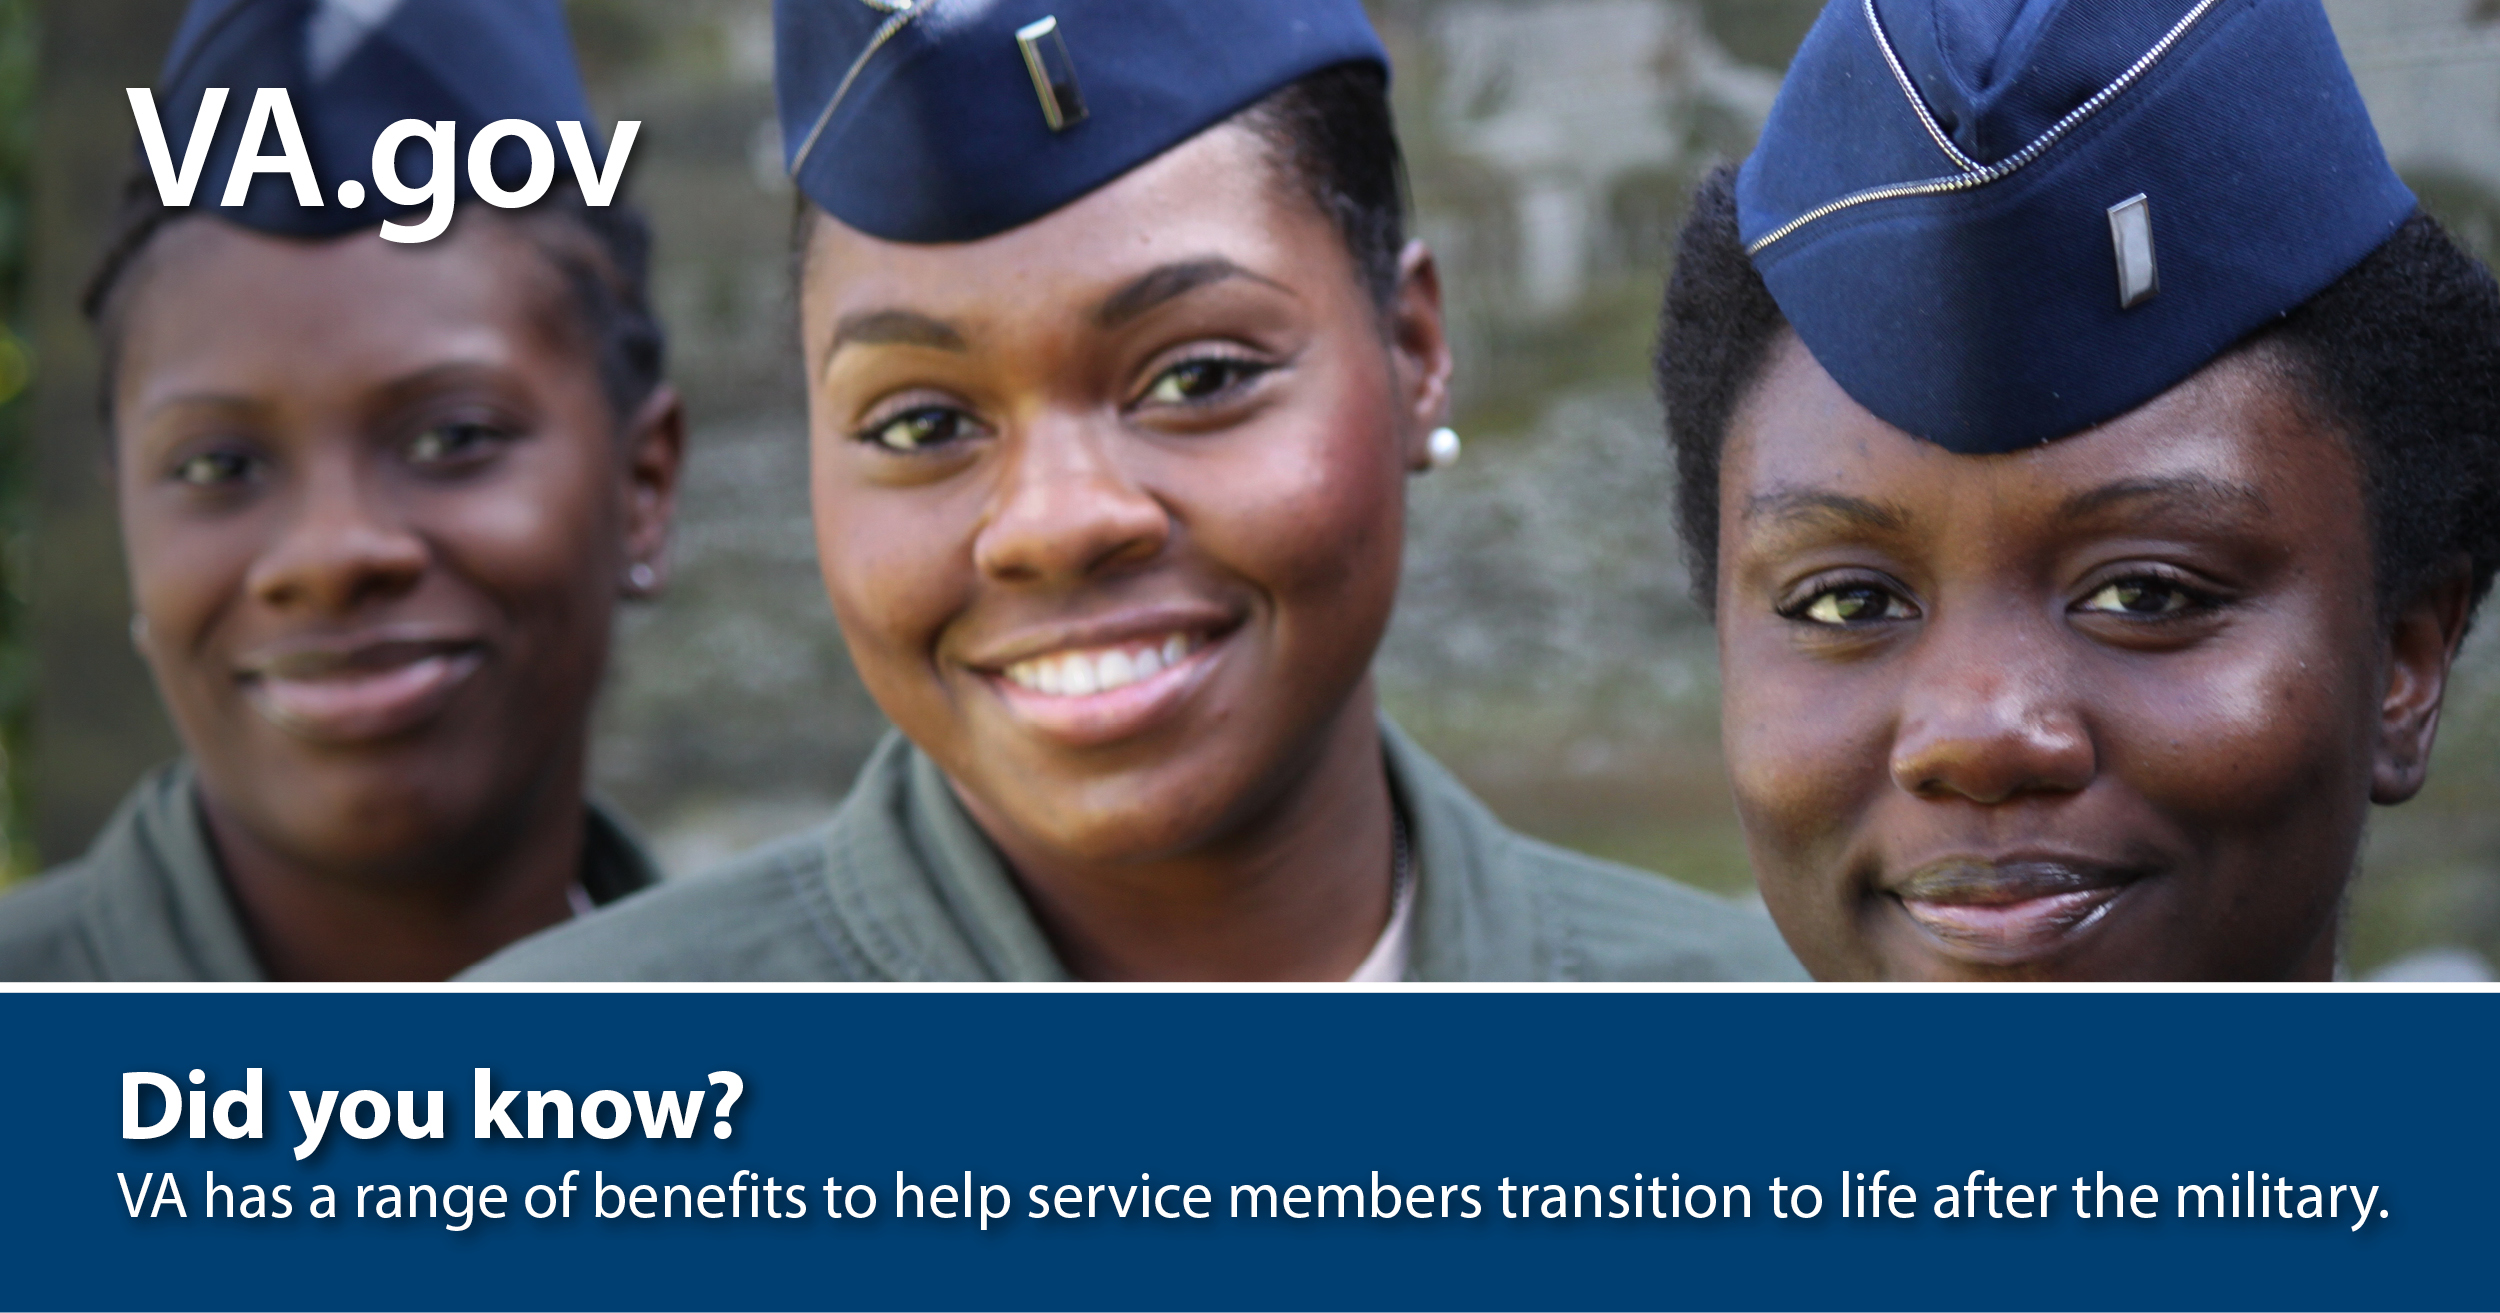 VA.gov
Did you know?
VA has a range of benefits to help service members transition to life after the military.